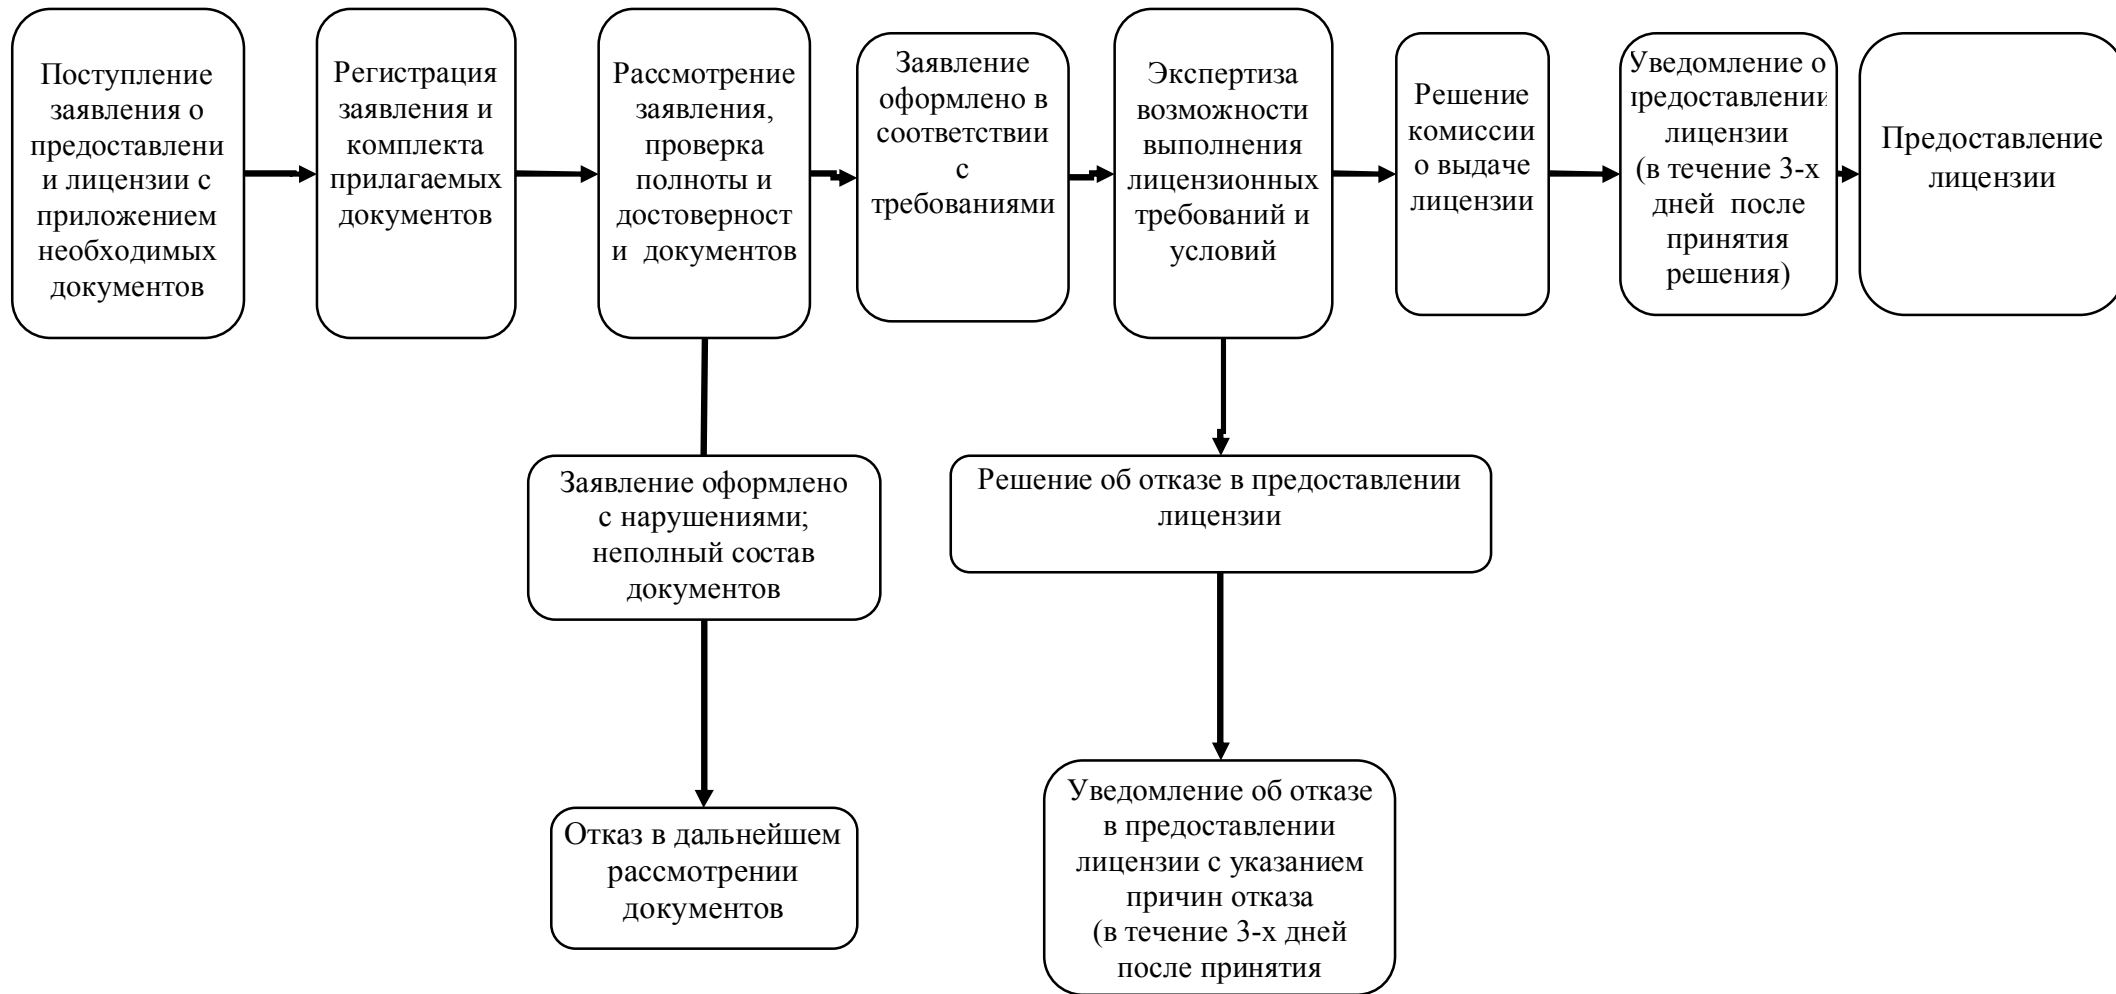 Поступление
заявления о
предоставлени
и лицензии с
приложением
необходимых
документов
Регистрация
заявления и
комплекта
прилагаемых
документов
Рассмотрение
заявления,
проверка
полноты и
достоверност
и документов
Заявление
оформлено в
соответствии
с
требованиями
Экспертиза
возможности
выполнения
лицензионных
требований и
условий
Решение
комиссии
о выдаче
лицензии
Уведомление о
предоставлении
лицензии
(в течение 3-х
дней после
принятия
решения)
Предоставление
лицензии
Заявление оформлено
с нарушениями;
неполный состав
документов
Решение об отказе в предоставлении
лицензии
Отказ в дальнейшем
рассмотрении
документов
Уведомление об отказе
в предоставлении
лицензии с указанием
причин отказа
(в течение 3-х дней
после принятия